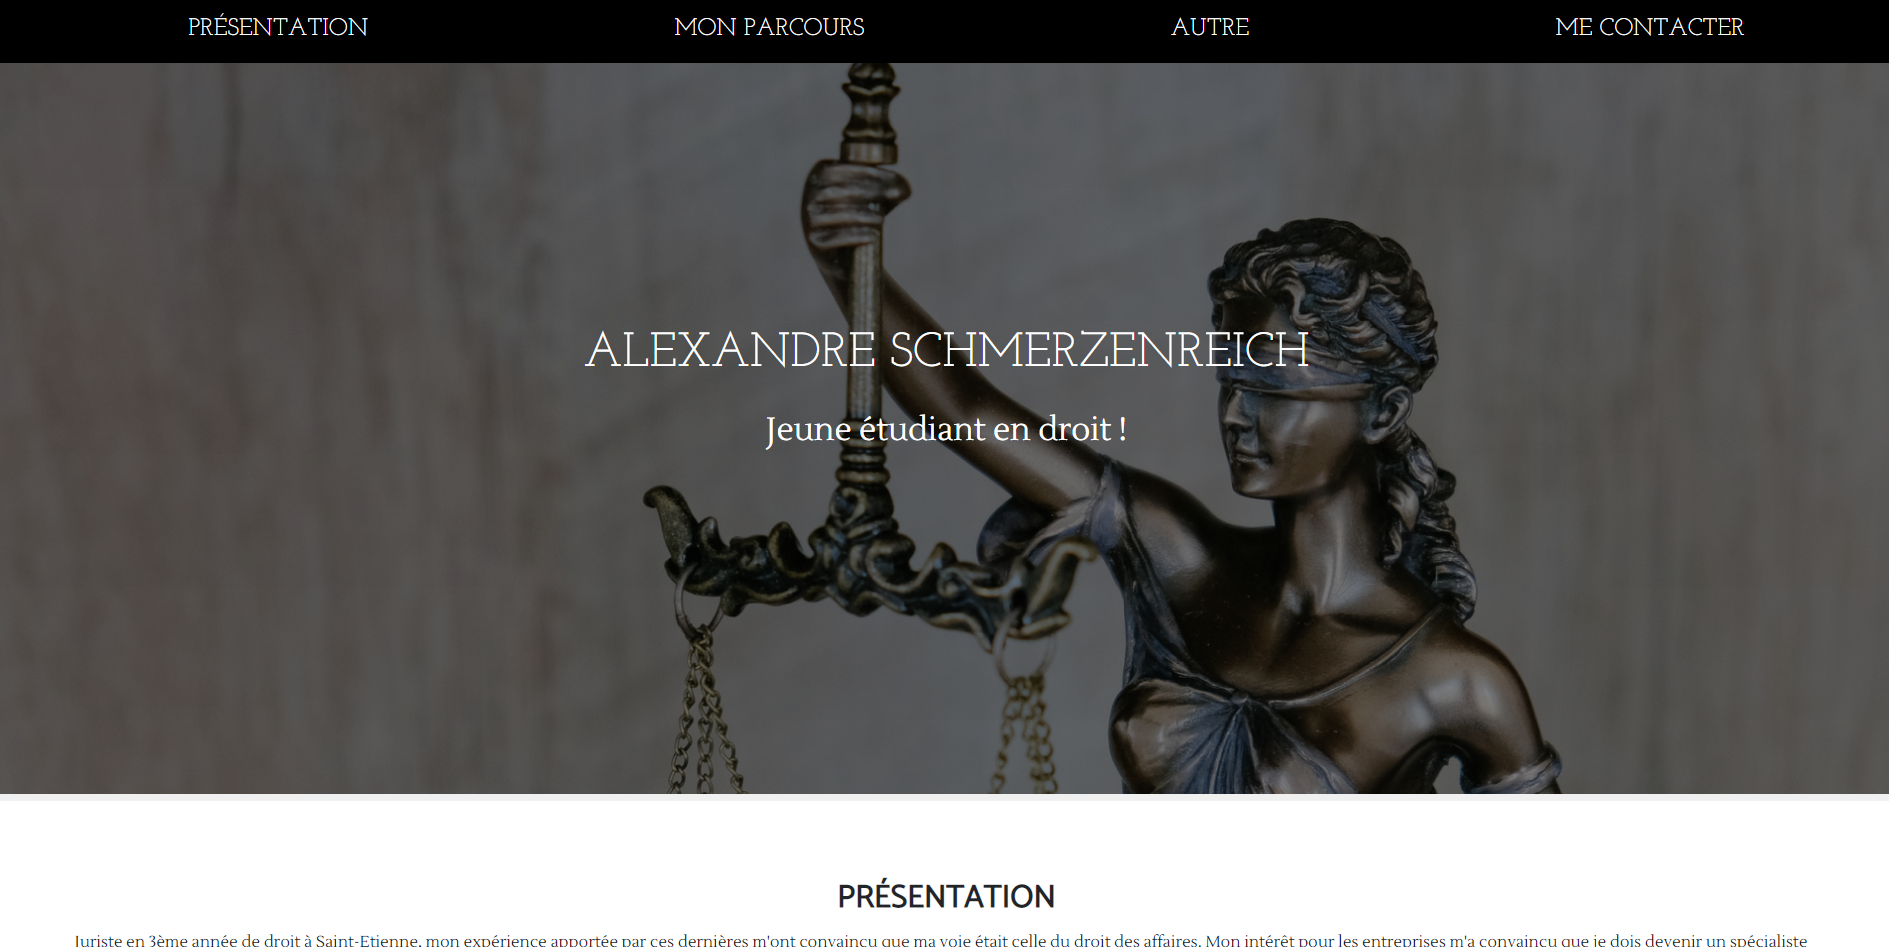 PRÉSENTATION MON PARCOURS AUTRE ME CONTACTER
ALEXANDRE SCHMERZENREICH
Jeune étudiant en droit !
PRÉSENTATION
Juriste en 3ème année de droit à Saint-Etienne, mon expérience apportée par ces dernières m'ont convaincu que ma voie était celle du droit des affaires. Mon intérêt pour les entreprises m'a convaincu que je dois devenir un spécialiste